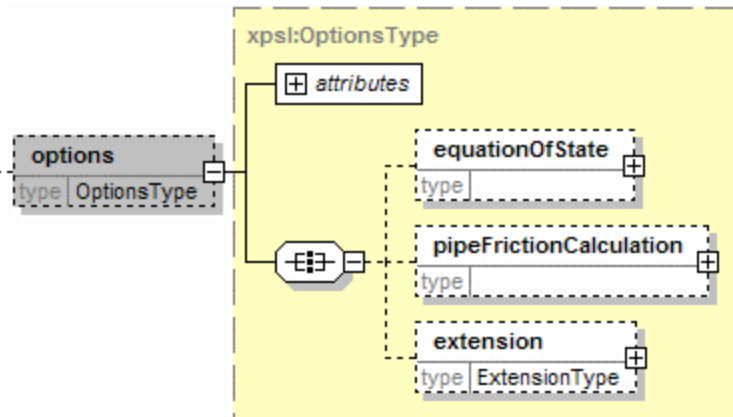 xpsl:OptionsType
attributes
options
type OptionsType
equationOfState
type
pipeFrictionCalculation
type
extension
type ExtensionType